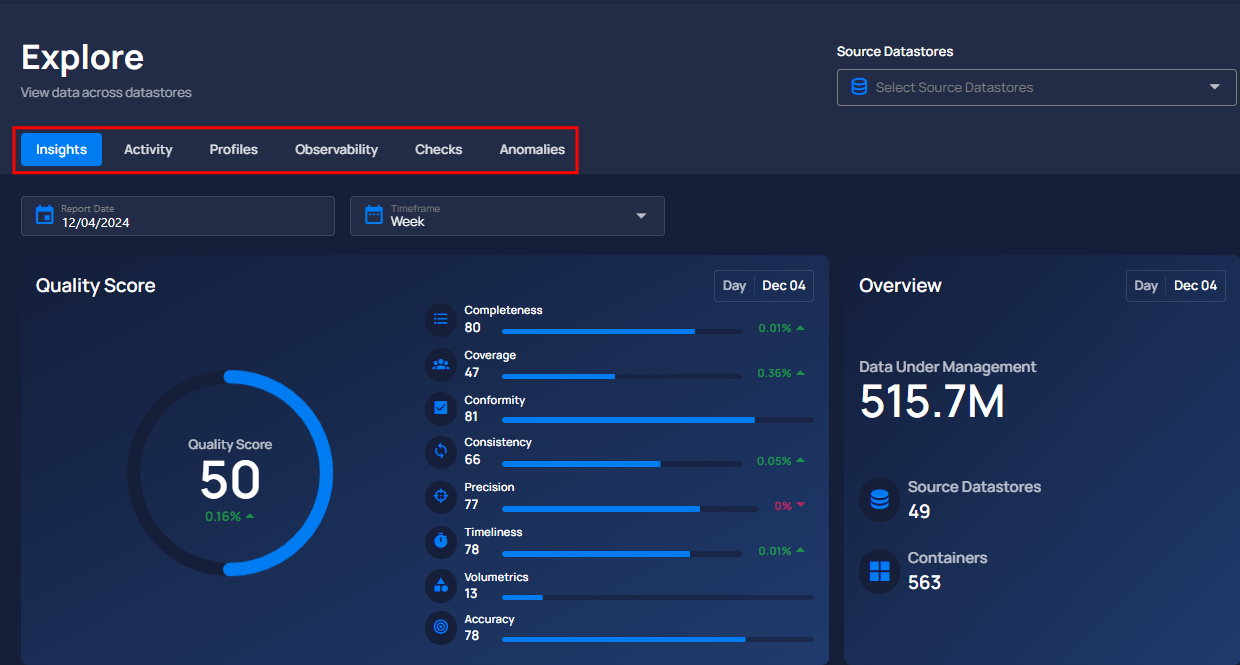 Explore
View data across datastores
Source Datastores
Select Source Datastores
Insights Activity Profiles Observability Checks Anomalies
Report Date
12/04/2024
Timeframe
Week
Quality Score
Day Dec 04
Quality Score
50
0.16%
Completeness
80
0.01%
Coverage
47
0.36%
Conformity
81
Consistency
66
0.05%
Precision
77
0%
Timeliness
78
0.01%
Volumetrics
13
Accuracy
78
Overview
Day Dec 04
Data Under Management
515.7M
Source Datastores
49
Containers
563